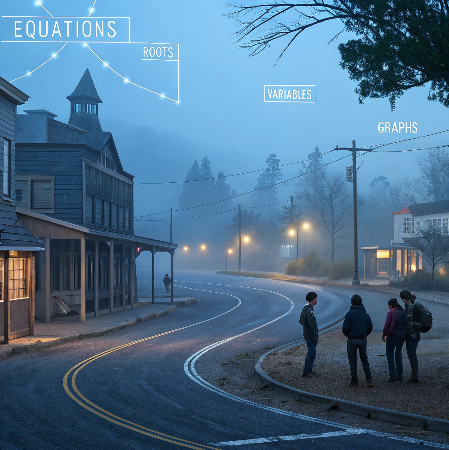 EQUATIONS
ROOTS
VARIABLES
GRAPHS